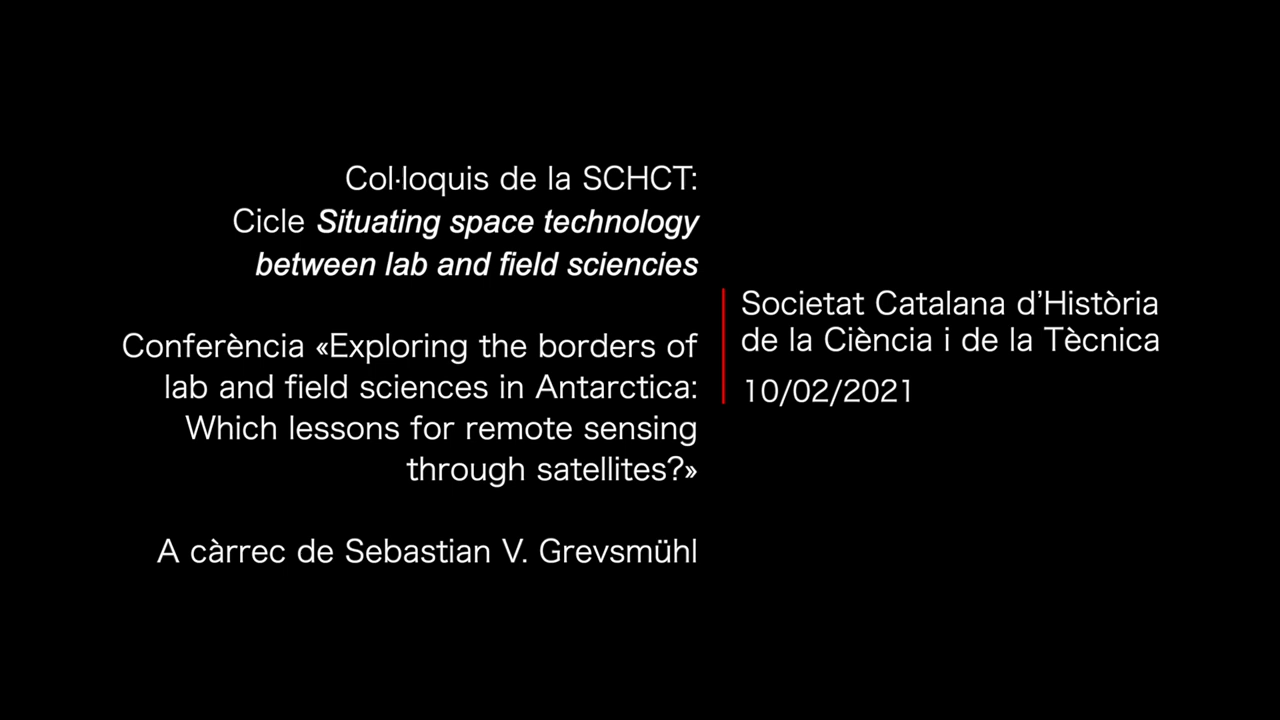 Col·loquis de la SCHCT:
Cicle Situating space technology
between lab and field sciencies
Conferència «Exploring the borders of
lab and field sciences in Antarctica:
Which lessons for remote sensing
through satellites?»
A càrrec de Sebastian V. Grevsmühl
Societat Catalana d’Història
de la Ciència i de la Tècnica
10/02/2021